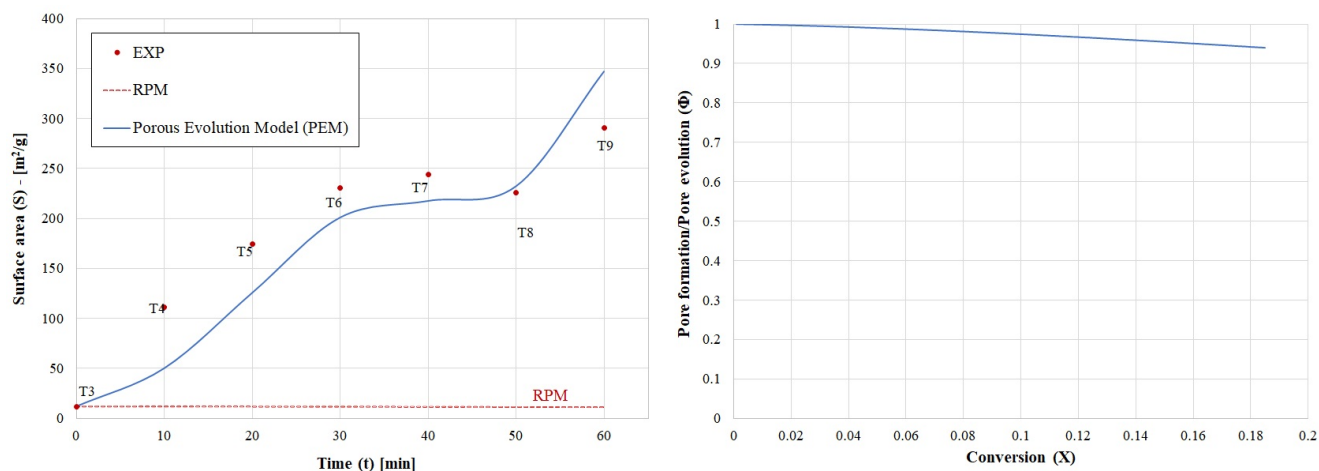 400
350
300
250
200
150
100
50
0
Surface area (S) - [m²/g]
EXP
RPM
Porous Evolution Model (PEM)
T3
T4
T5
T6
T7
T8
T9
RPM
0 10 20 30 40 50 60
Time (t) [min]
1
0.9
0.8
0.7
0.6
0.5
0.4
0.3
0.2
0.1
0
Pore formation/Pore evolution (Φ)
0 0.02 0.04 0.06 0.08 0.1 0.12 0.14 0.16 0.18 0.2
Conversion (X)